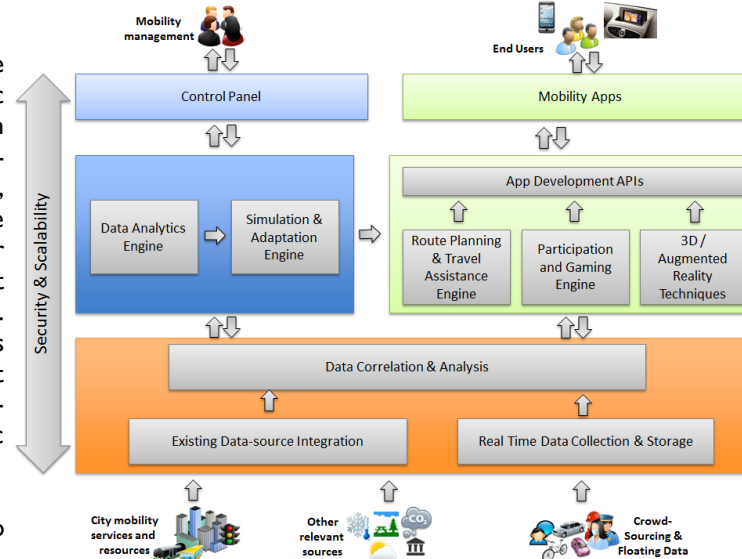 Mobility
management
End Users
Control Panel
Mobility Apps
Security & Scalability
Data Analytics
Engine
Simulation &
Adaptation
Engine
App Development APIs
Route Planning
& Travel
Assistance
Engine
Participation
and Gaming
Engine
3D /
Augmented
Reality
Techniques
Data Correlation & Analysis
Existing Data-source Integration
Real Time Data Collection & Storage
City mobility
services and
resources
Other
relevant
sources
CO2
Crowd-
Sourcing &
Floating Data